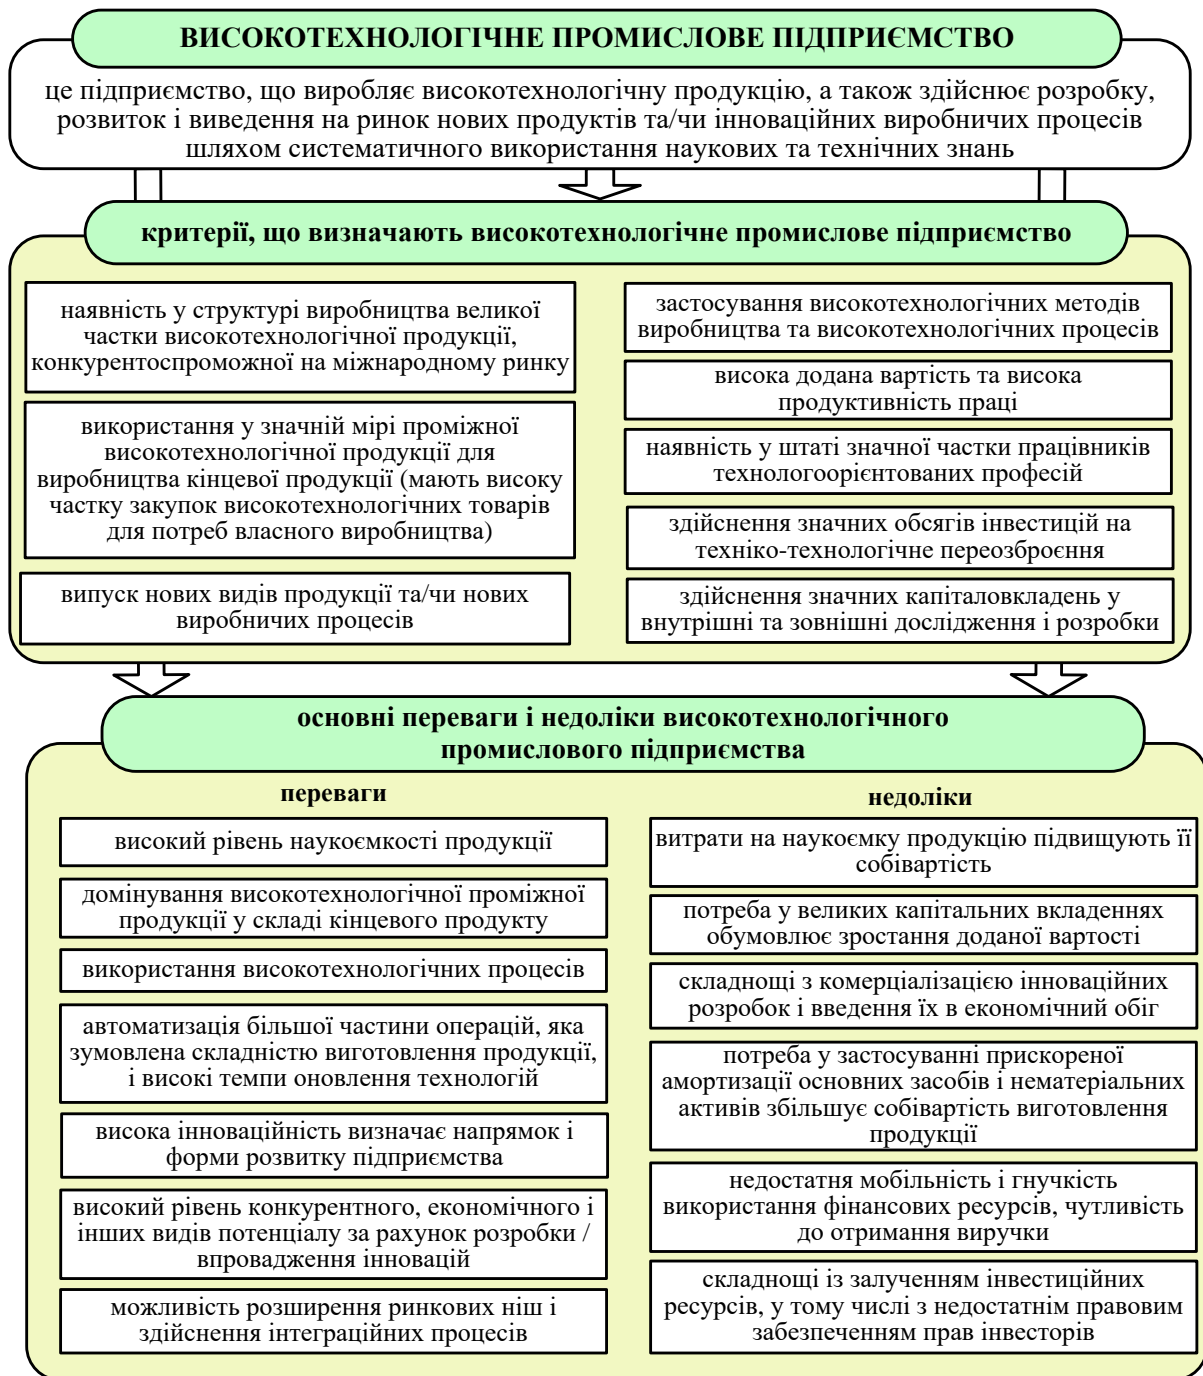 ВИСОКОТЕХНОЛОГІЧНЕ ПРОМИСЛОВЕ ПІДПРИЄМСТВО
це підприємство, що виробляє високотехнологічну продукцію, а також здійснює розробку,
розвиток і виведення на ринок нових продуктів та/чи інноваційних виробничих процесів
шляхом систематичного використання наукових та технічних знань
критерії, що визначають високотехнологічне промислове підприємство
наявність у структурі виробництва великої
частки високотехнологічної продукції,
конкурентоспроможної на міжнародному ринку
використання у значній мірі проміжної
високотехнологічної продукції для
виробництва кінцевої продукції (мають високу
частку закупок високотехнологічних товарів
для потреб власного виробництва)
випуск нових видів продукції та/чи нових
виробничих процесів
застосування високотехнологічних методів
виробництва та високотехнологічних процесів
висока додана вартість та висока
продуктивність праці
наявність у штаті значної частки працівників
технологоорієнтованих професій
здійснення значних обсягів інвестицій на
техніко-технологічне переозброєння
здійснення значних капіталовкладень у
внутрішні та зовнішні дослідження і розробки
основні переваги і недоліки високотехнологічного
промислового підприємства
переваги
високий рівень наукоємкості продукції
домінування високотехнологічної проміжної
продукції у складі кінцевого продукту
використання високотехнологічних процесів
автоматизація більшої частини операцій, яка
зумовлена складністю виготовлення продукції,
і високі темпи оновлення технологій
висока інноваційність визначає напрямок і
форми розвитку підприємства
високий рівень конкурентного, економічного і
інших видів потенціалу за рахунок розробки /
впровадження інновацій
можливість розширення ринкових ніш і
здійснення інтеграційних процесів
недоліки
витрати на наукоємку продукцію підвищують її
собівартість
потреба у великих капітальних вкладеннях
обумовлює зростання доданої вартості
складнощі з комерціалізацією інноваційних
розробок і введення їх в економічний обіг
потреба у застосуванні прискореної
амортизації основних засобів і нематеріальних
активів збільшує собівартість виготовлення
продукції
недостатня мобільність і гнучкість
використання фінансових ресурсів, чутливість
до отримання виручки
складнощі із залученням інвестиційних
ресурсів, у тому числі з недостатнім правовим
забезпеченням прав інвесторів